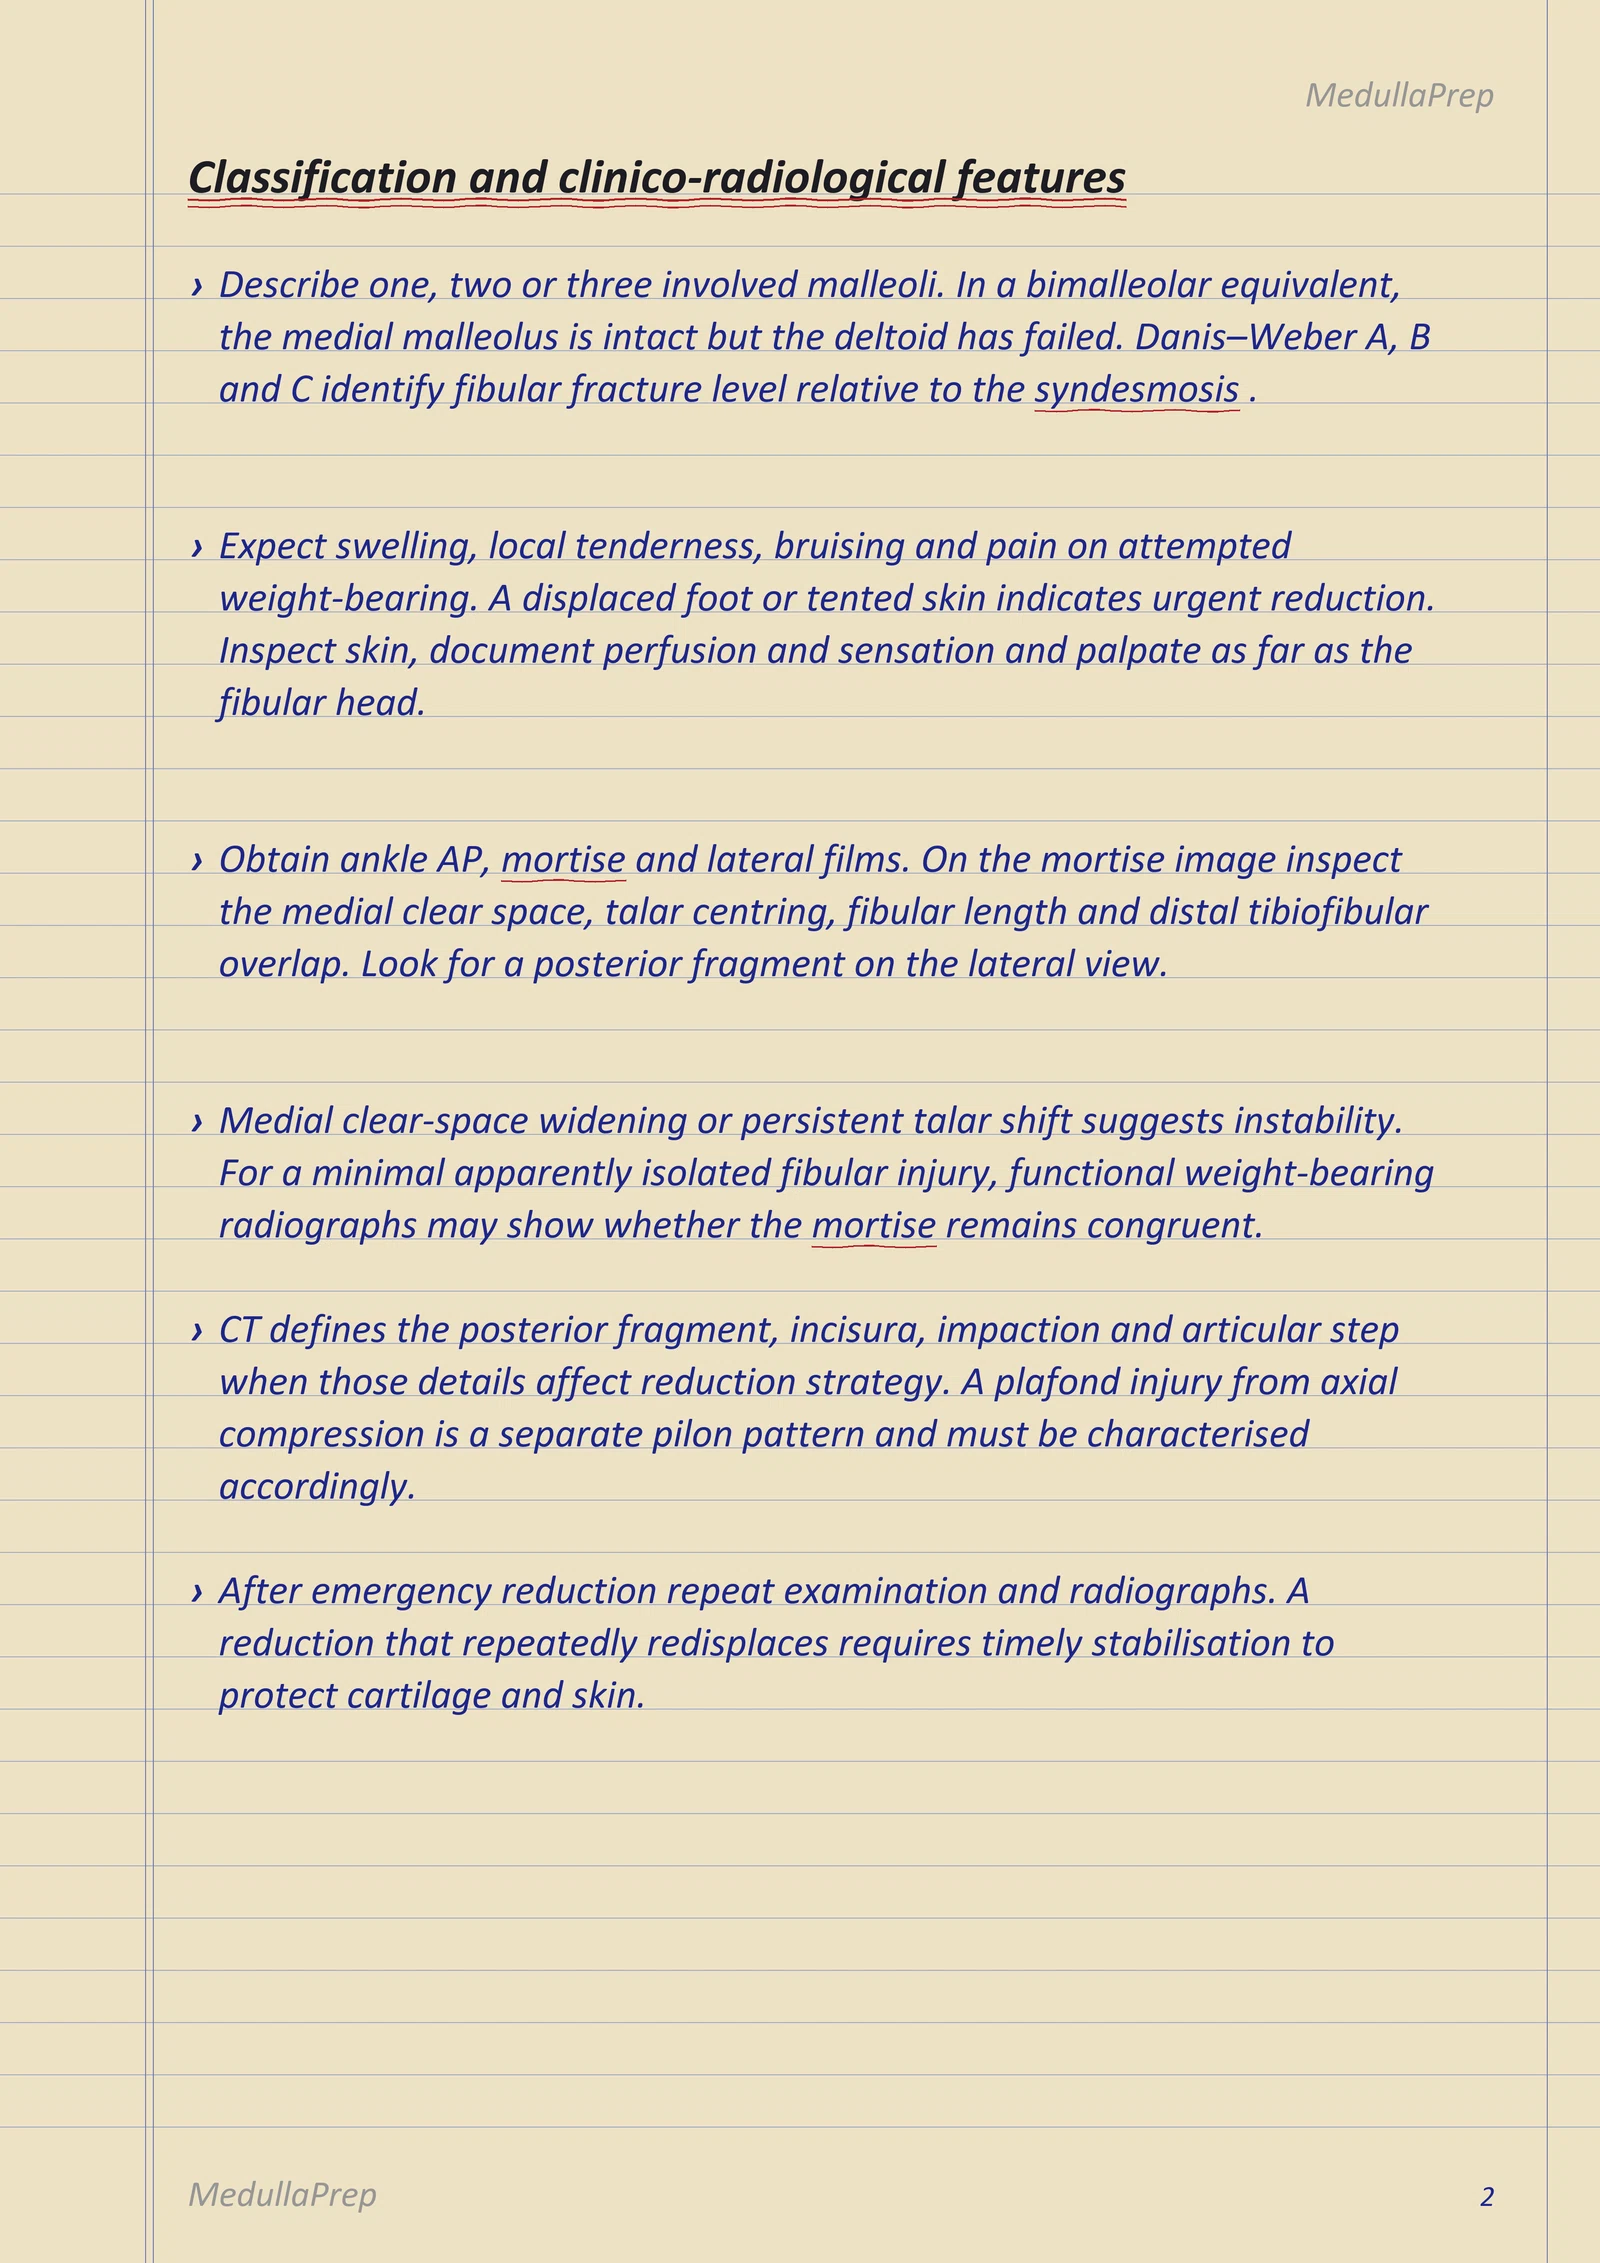 MedullaPrep
Classification and clinico-radiological features
› Describe one, two or three involved malleoli. In a bimalleolar equivalent,
the medial malleolus is intact but the deltoid has failed. Danis–Weber A, B
and C identify fibular fracture level relative to the syndesmosis .
› Expect swelling, local tenderness, bruising and pain on attempted
weight-bearing. A displaced foot or tented skin indicates urgent reduction.
Inspect skin, document perfusion and sensation and palpate as far as the
fibular head.
› Obtain ankle AP, mortise and lateral films. On the mortise image inspect
the medial clear space, talar centring, fibular length and distal tibiofibular
overlap. Look for a posterior fragment on the lateral view.
› Medial clear-space widening or persistent talar shift suggests instability.
For a minimal apparently isolated fibular injury, functional weight-bearing
radiographs may show whether the mortise remains congruent.
› CT defines the posterior fragment, incisura, impaction and articular step
when those details affect reduction strategy. A plafond injury from axial
compression is a separate pilon pattern and must be characterised
accordingly.
› After emergency reduction repeat examination and radiographs. A
reduction that repeatedly redisplaces requires timely stabilisation to
protect cartilage and skin.
MedullaPrep
2